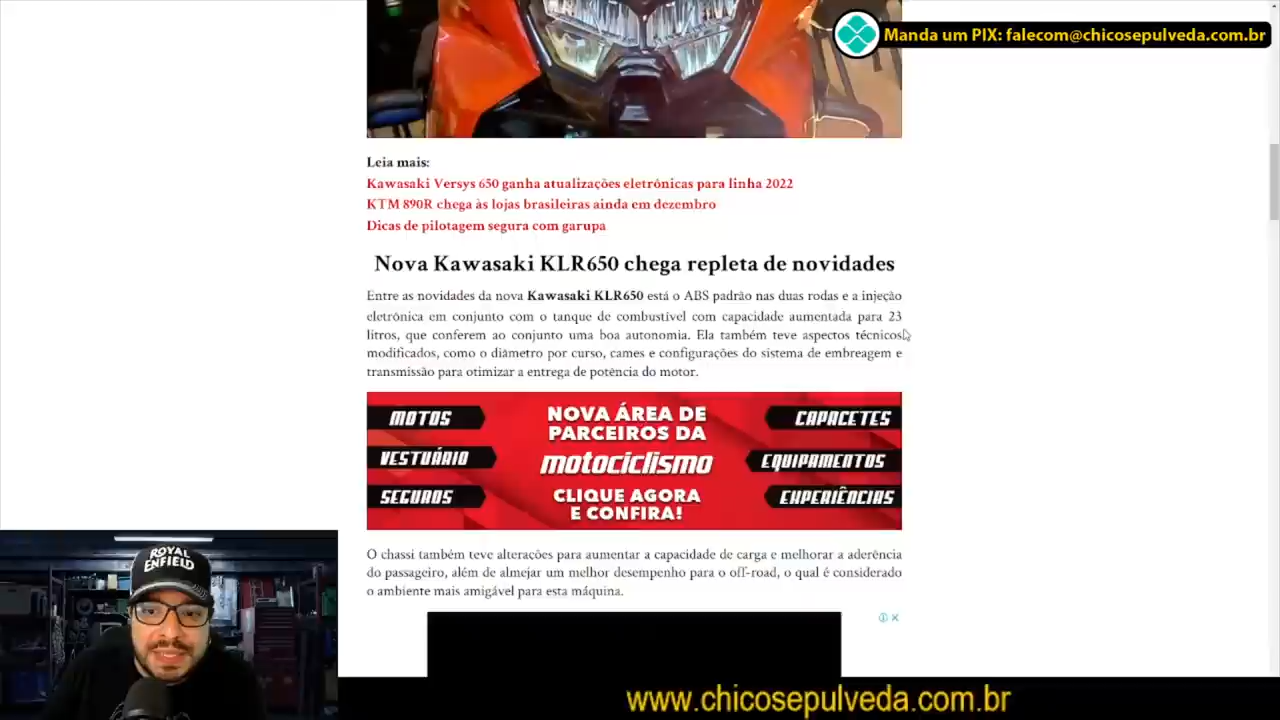 Manda um PIX: falecom@chicosepulveda.com.br
Leia mais:
Kawasaki Versys 650 ganha atualizações eletrônicas para linha 2022
KTM 890R chega às lojas brasileiras ainda em dezembro
Dicas de pilotagem segura com garupa
Nova Kawasaki KLR650 chega repleta de novidades
Entre as novidades da nova Kawasaki KLR650 está o ABS padrão nas duas rodas e a injeção
eletrônica em conjunto com o tanque de combustível com capacidade aumentada para 23
litros, que conferem ao conjunto uma boa autonomia. Ela também teve aspectos técnicos
modificados, como o diâmetro por curso, cames e configurações do sistema de embreagem e
transmissão para otimizar a entrega de potência do motor.
MOTOS
VESTUÁRIO
SEGUROS
NOVA ÁREA DE
PARCEIROS DA
motociclismo
CLIQUE AGORA
E CONFIRA!
CAPACETES
EQUIPAMENTOS
EXPERIÊNCIAS
O chassi também teve alterações para aumentar a capacidade de carga e melhorar a aderência
do passageiro, além de almejar um melhor desempenho para o off-road, o qual é considerado
o ambiente mais amigável para esta máquina.
ROYAL
ENFIELD
www.chicosepulveda.com.br